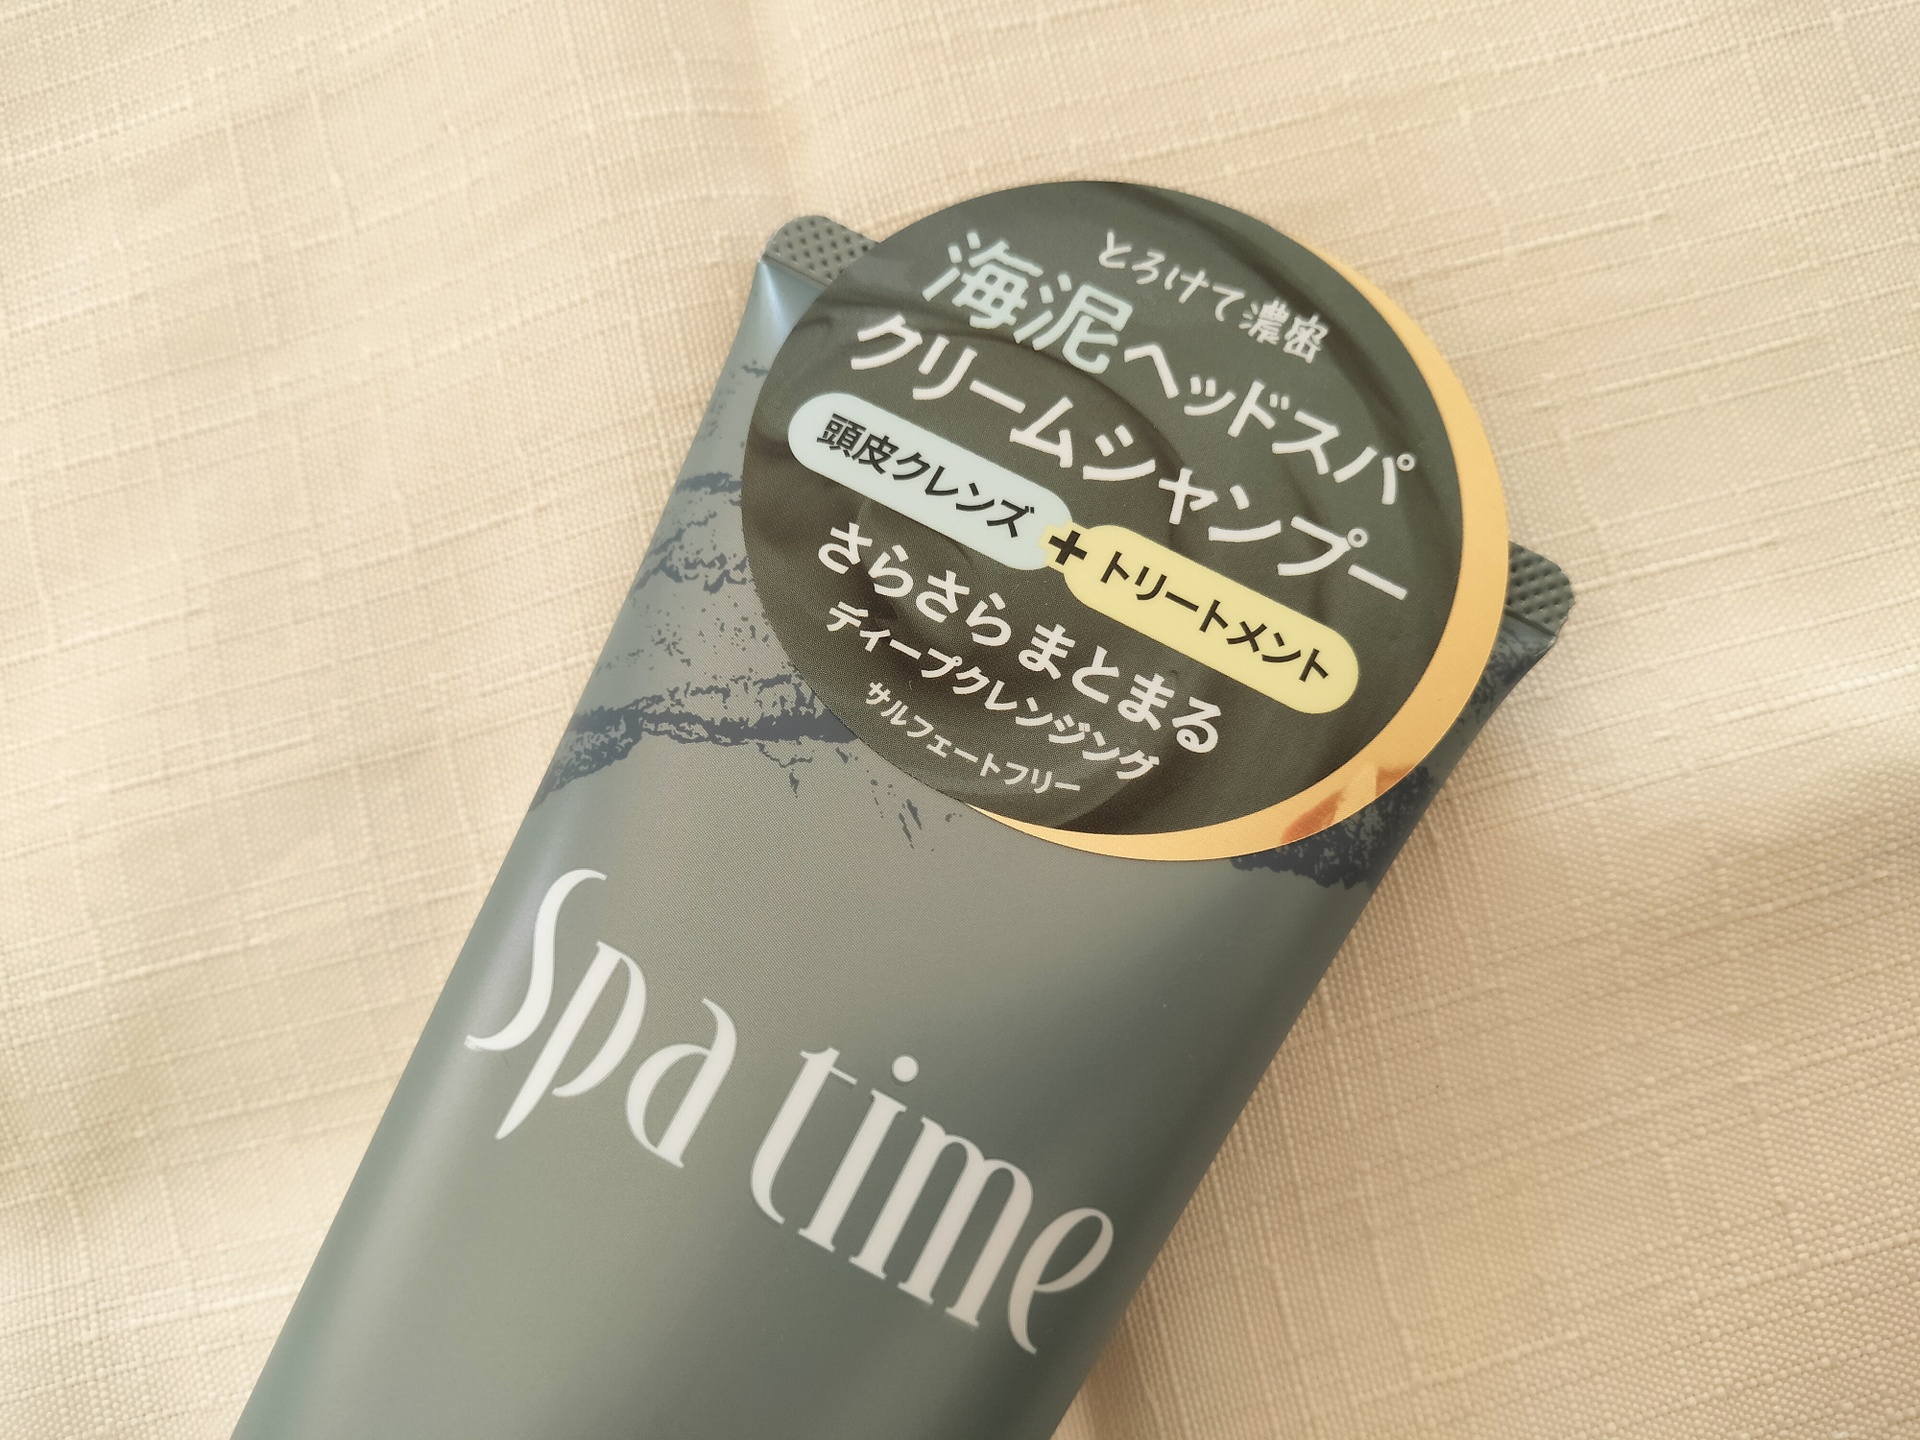 とろけて濃密
海泥ヘッドスパ
クリームシャンプー
頭皮クレンズ+トリートメント
さらさらまとまる
ディープクレンジング
サルフェートフリー
Spa time